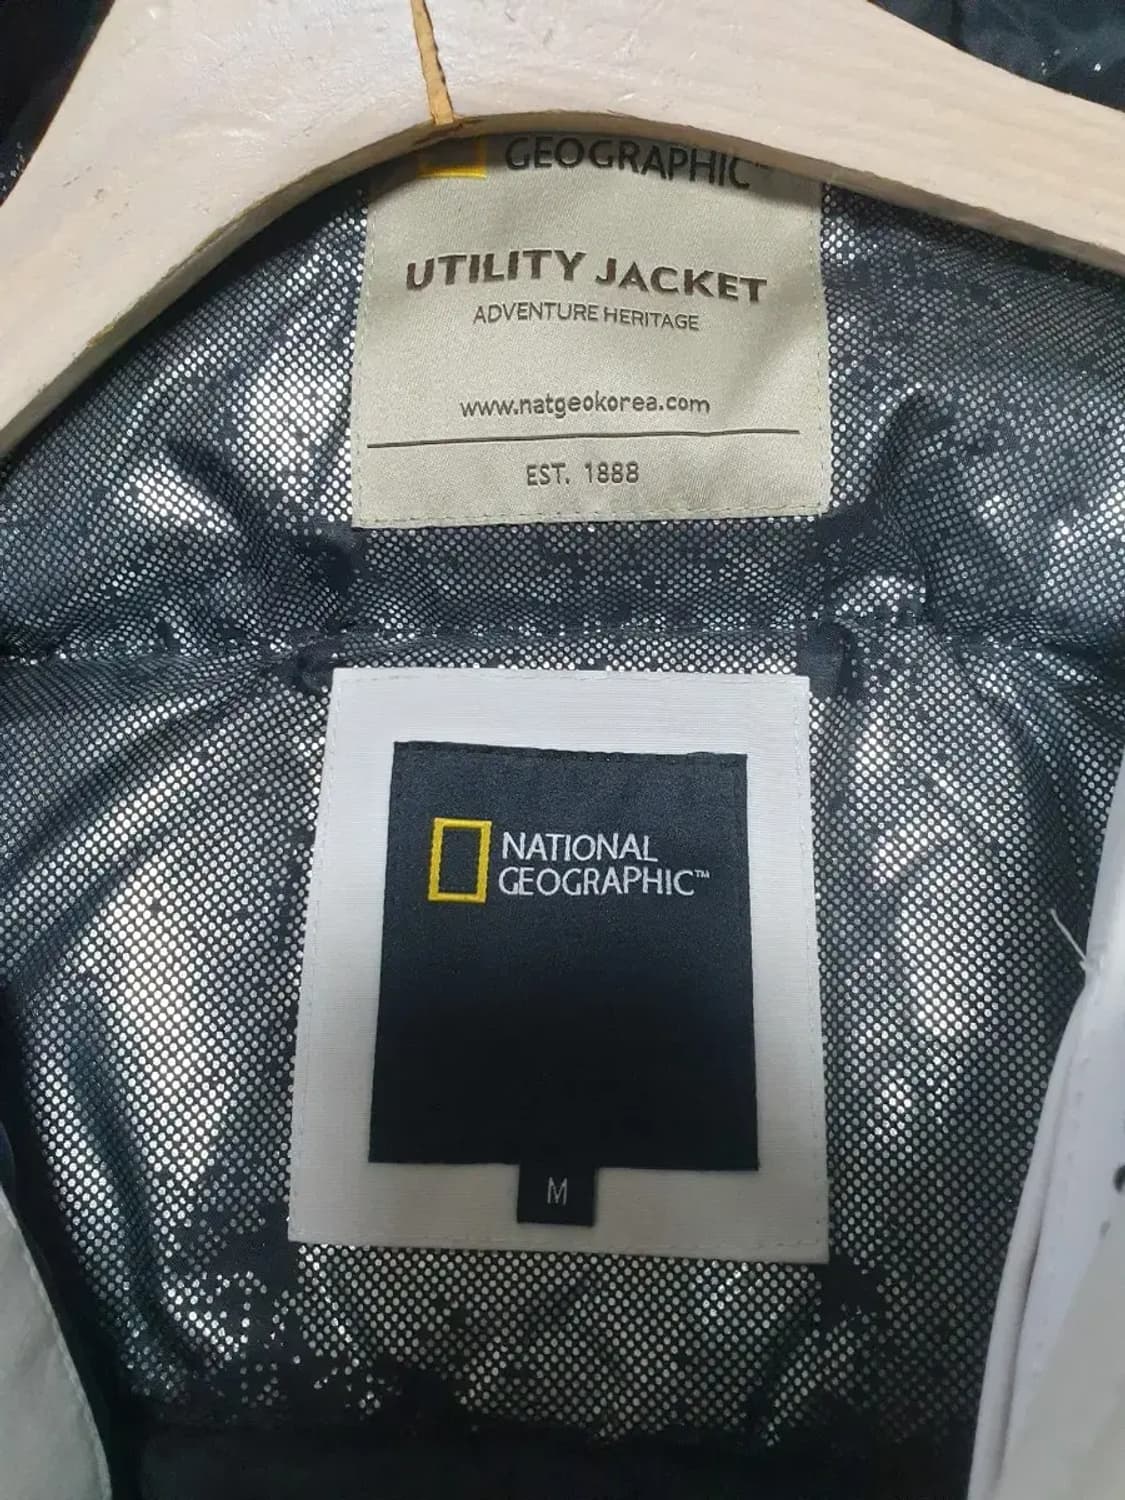 GEOGRAPHIC™
UTILITY JACKET
ADVENTURE HERITAGE
www.natgeokorea.com
EST. 1888
NATIONAL
GEOGRAPHIC™
M